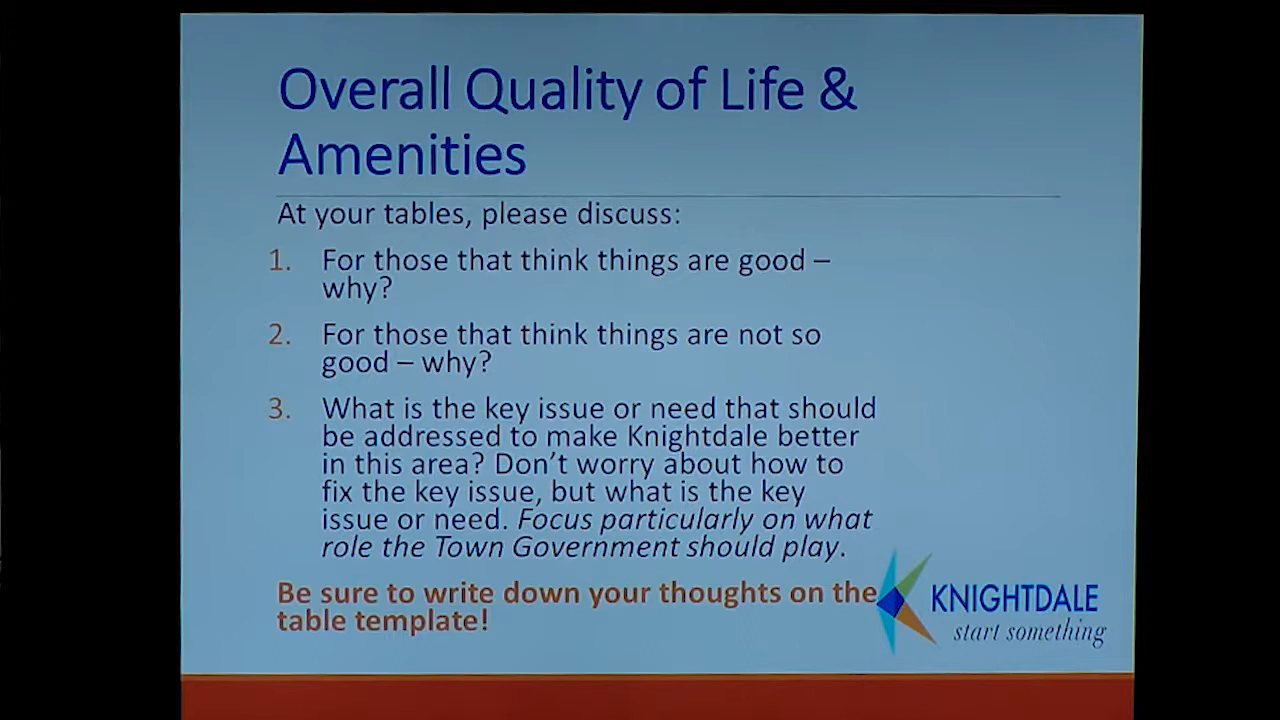 Overall Quality of Life &
Amenities
At your tables, please discuss:
1. For those that think things are good –
why?
2. For those that think things are not so
good – why?
3. What is the key issue or need that should
be addressed to make Knightdale better
in this area? Don’t worry about how to
fix the key issue, but what is the key
issue or need. Focus particularly on what
role the Town Government should play.
Be sure to write down your thoughts on the
table template!
KNIGHTDALE
start something